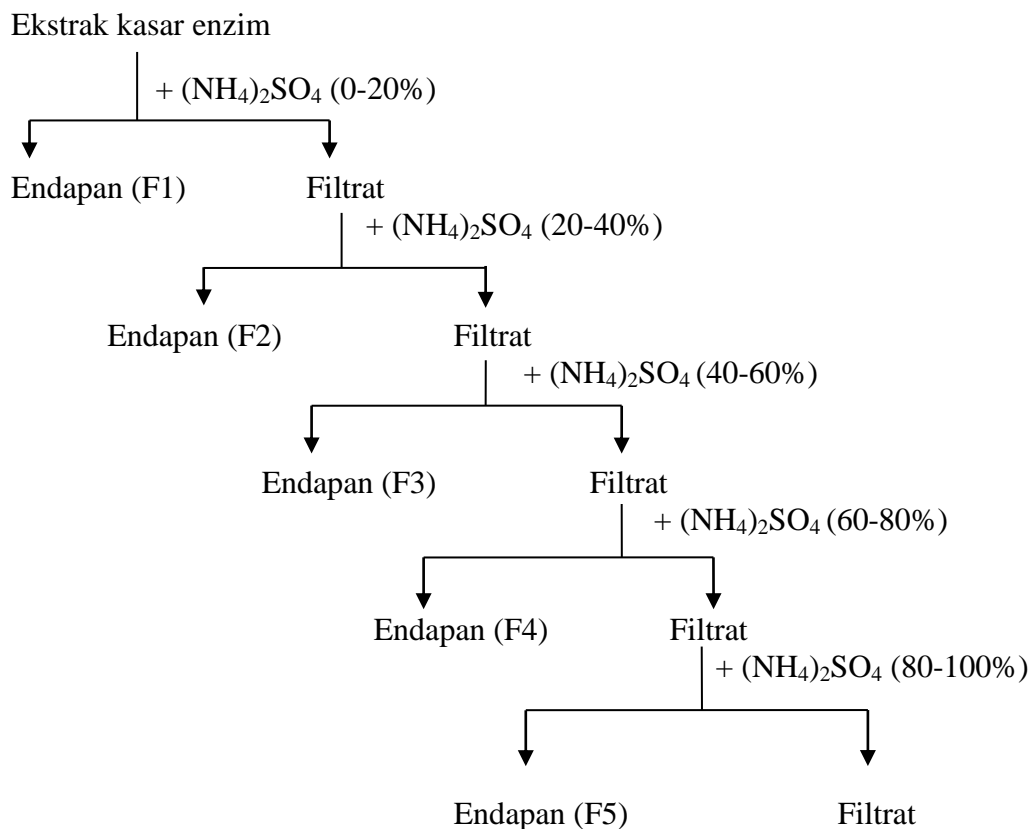 Ekstrak kasar enzim
+ (NH₄)₂SO₄ (0-20%)
Endapan (F1) Filtrat
+ (NH₄)₂SO₄ (20-40%)
Endapan (F2) Filtrat
+ (NH₄)₂SO₄ (40-60%)
Endapan (F3) Filtrat
+ (NH₄)₂SO₄ (60-80%)
Endapan (F4) Filtrat
+ (NH₄)₂SO₄ (80-100%)
Endapan (F5) Filtrat